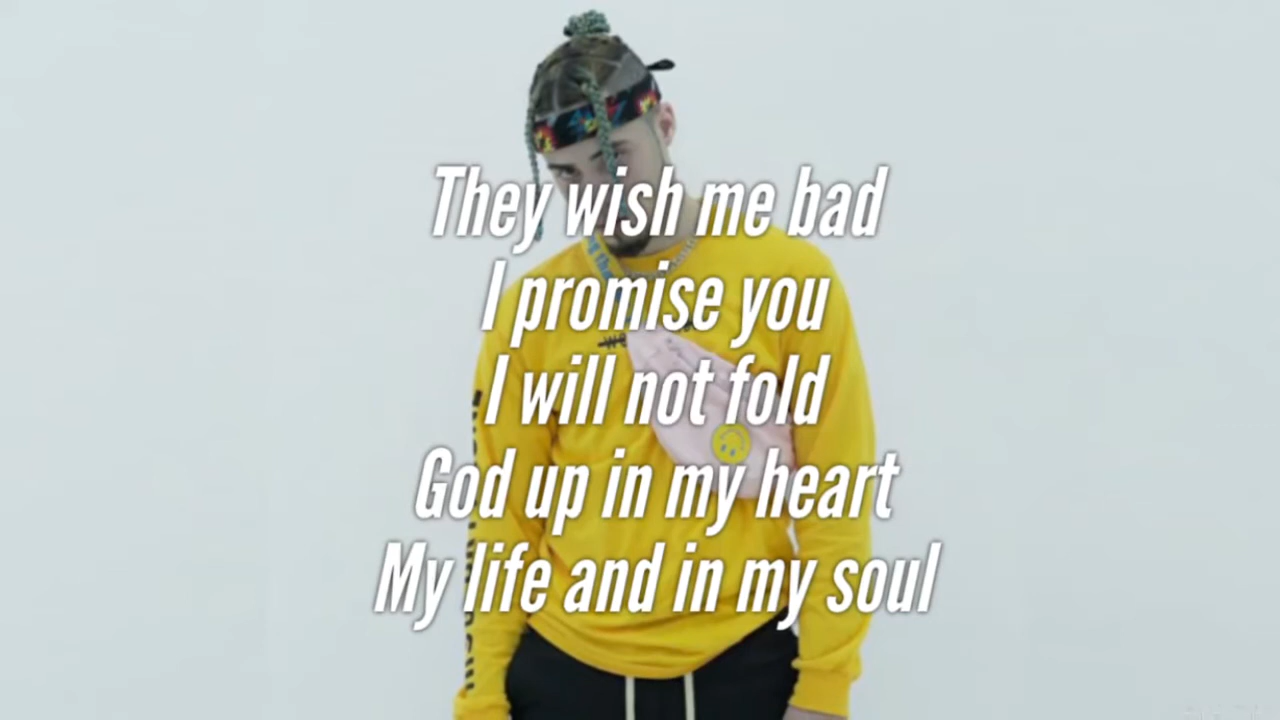 They wish me bad
I promise you
I will not fold
God up in my heart
My life and in my soul